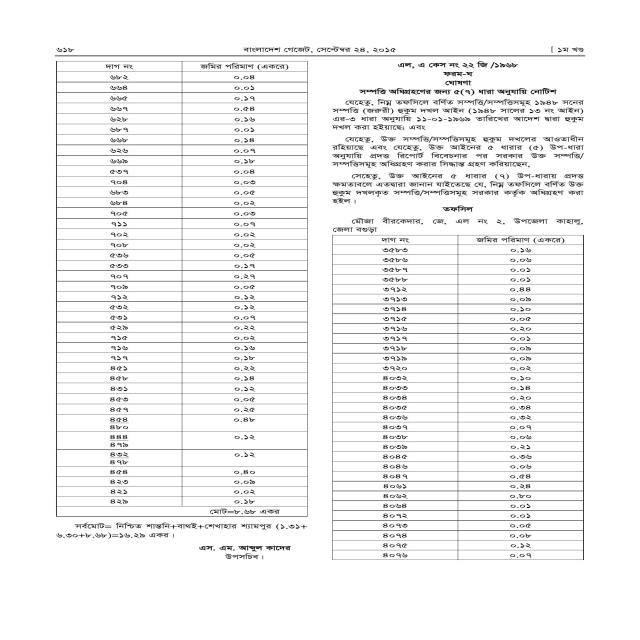 ৬১৮
বাংলাদেশ গেজেট, সেপ্টেম্বর ২৪, ২০১৫
[ ১ম খণ্ড
দাগ নং জমির পরিমাণ (একরে)
৬৮২ ০.০৪
৬৬৪ ০.০১
৬৬৫ ০.১৭
৬৬৭ ০.৫৪
৬২৮ ০.১৬
৬৮৭ ০.০১
৬৬৮ ০.১৪
৬২৬ ০.০৭
৬৬৯ ০.১৮
৫৩৭ ০.০৪
৭০৪ ০.০৩
৬৮৩ ০.০৫
৬৮৪ ০.০২
৭০৫ ০.০৩
৭১১ ০.০৭
৭০২ ০.০২
৭০৮ ০.০২
৫৩৬ ০.০৫
৫৩৩ ০.১৭
৭০৭ ০.২৭
৭০৯ ০.০৫
৭১২ ০.১২
৫৩২ ০.১২
৫৩১ ০.০৭
৫২৯ ০.২২
৭১৫ ০.০২
৭১৬ ০.১৬
৭১৭ ০.১৮
৪৫১ ০.২২
৪৫৮ ০.১৪
৪৩১ ০.১২
৪৫৩ ০.০৫
৪৫৭ ০.২৫
৪৫৪ ০.৪৮
৪৮০
৪৪৪ ০.১২
৪৭৯
৪৩২ ০.১২
৪৭৮
৪৫৪ ০.৪০
৪২৩ ০.০৯
৪২১ ০.০২
৪২৯ ০.১৮
মোট=৮.৬৮ একর
সর্বমোট= নিশ্চিত শান্তনি+বাথই+শেখাহার শ্যামপুর (১.৩১+
৬.৩০+৮.৬৮)=১৬.২৯ একর।
এস. এম. আব্দুল কাদের
উপসচিব।
এল, এ কেস নং ২২ জি /১৯৬৮
ফরম-ঘ
ঘোষণা
সম্পত্তি অধিগ্রহণের জন্য ৫(৭) ধারা অনুযায়ি নোটিশ
যেহেতু, নিম্ন তফসিলে বর্ণিত সম্পত্তি/সম্পত্তিসমূহ ১৯৪৮ সনের
সম্পত্তি (জরুরী) হুকুম দখল আইন (১৯৪৮ সালের ১৩ নং আইন)
এর-৩ ধারা অনুযায়ি ১১-০১-১৯৬৯ তারিখের আদেশ দ্বারা হুকুম
দখল করা হইয়াছে; এবং
যেহেতু, উক্ত সম্পত্তি/সম্পত্তিসমূহ হুকুম দখলের আওতাধীন
রহিয়াছে এবং যেহেতু, উক্ত আইনের ৫ ধারার (৫) উপ-ধারা
অনুযায়ি প্রদত্ত রিপোর্ট বিবেচনার পর সরকার উক্ত সম্পত্তি/
সম্পত্তিসমূহ অধিগ্রহণ করার সিদ্ধান্ত গ্রহণ করিয়াছেন,
সেহেতু, উক্ত আইনের ৫ ধারার (৭) উপ-ধারায় প্রদত্ত
ক্ষমতাবলে এতদ্বারা জানান যাইতেছে যে, নিম্ন তফসিলে বর্ণিত উক্ত
হুকুম দখলকৃত সম্পত্তি/সম্পত্তিসমূহ সরকার কর্তৃক অধিগ্রহণ করা
হইল।
তফসিল
মৌজা বীরকেদার, জে, এল নং ২, উপজেলা কাহালু,
জেলা বগুড়া
দাগ নং জমির পরিমাণ (একরে)
৩৫৮৩ ০.১৬
৩৫৮৬ ০.০৬
৩৫৮৭ ০.০১
৩৫৮৮ ০.০১
৩৭১২ ০.৪৪
৩৭১৩ ০.০৯
৩৭১৪ ০.১০
৩৭১৫ ০.০৫
৩৭১৬ ০.২০
৩৭১৭ ০.০১
৩৭১৮ ০.০৯
৩৭১৯ ০.০৯
৩৭২০ ০.০২
৪০৩২ ০.১০
৪০৩৩ ০.১৪
৪০৩৪ ০.২০
৪০৩৫ ০.৩৪
৪০৩৬ ০.৩২
৪০৩৭ ০.০৭
৪০৩৮ ০.০৬
৪০৩৯ ০.২১
৪০৪৫ ০.৩৬
৪০৪৬ ০.০৬
৪০৪৭ ০.৫৪
৪০৬১ ০.২৪
৪০৬২ ০.৮০
৪০৬৪ ০.০১
৪০৭২ ০.০১
৪০৭৩ ০.০৫
৪০৭৪ ০.০৮
৪০৭৫ ০.১২
৪০৭৬ ০.০৭